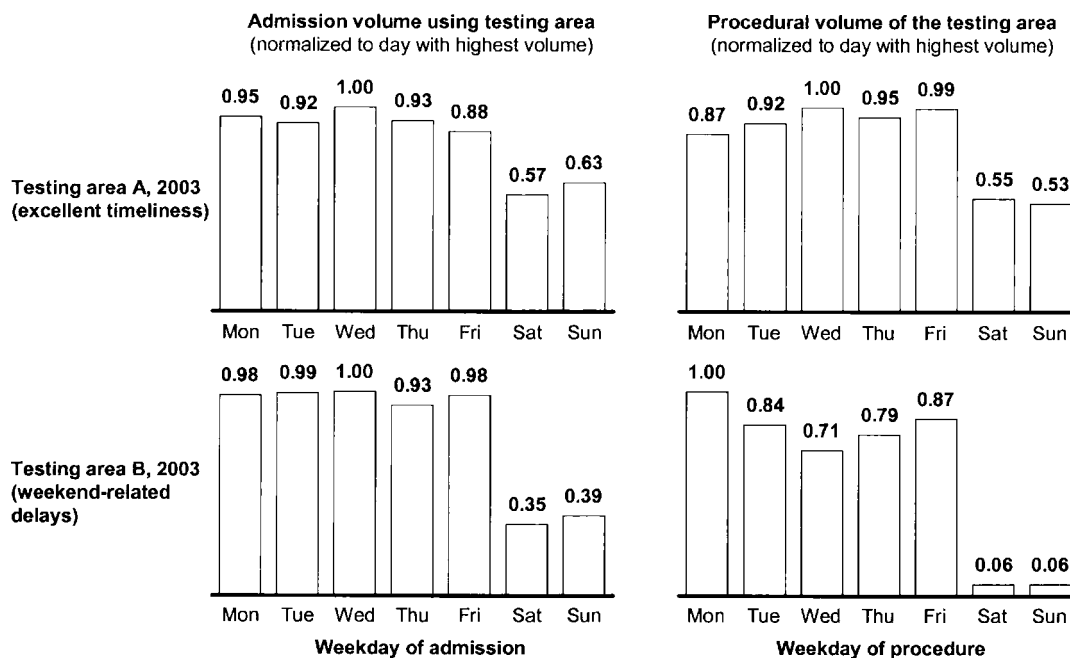 Admission volume using testing area
(normalized to day with highest volume)
Procedural volume of the testing area
(normalized to day with highest volume)
Testing area A, 2003
(excellent timeliness)
0.95 0.92 1.00 0.93 0.88 0.57 0.63
Mon Tue Wed Thu Fri Sat Sun
0.87 0.92 1.00 0.95 0.99 0.55 0.53
Mon Tue Wed Thu Fri Sat Sun
Testing area B, 2003
(weekend-related
delays)
0.98 0.99 1.00 0.93 0.98 0.35 0.39
Mon Tue Wed Thu Fri Sat Sun
Weekday of admission
1.00 0.84 0.71 0.79 0.87 0.06 0.06
Mon Tue Wed Thu Fri Sat Sun
Weekday of procedure